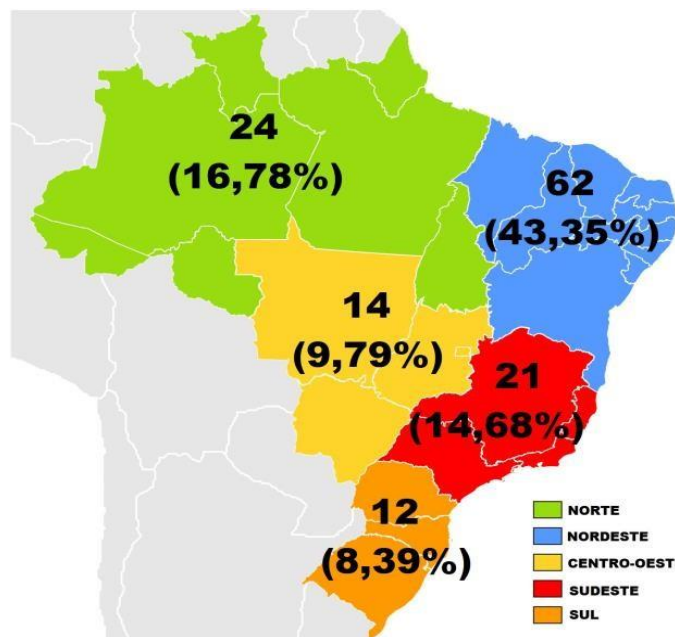 24
(16,78%)
62
(43,35%)
14
(9,79%)
21
(14,68%)
12
(8,39%)
NORTE
NORDESTE
CENTRO-OEST
SUDESTE
SUL